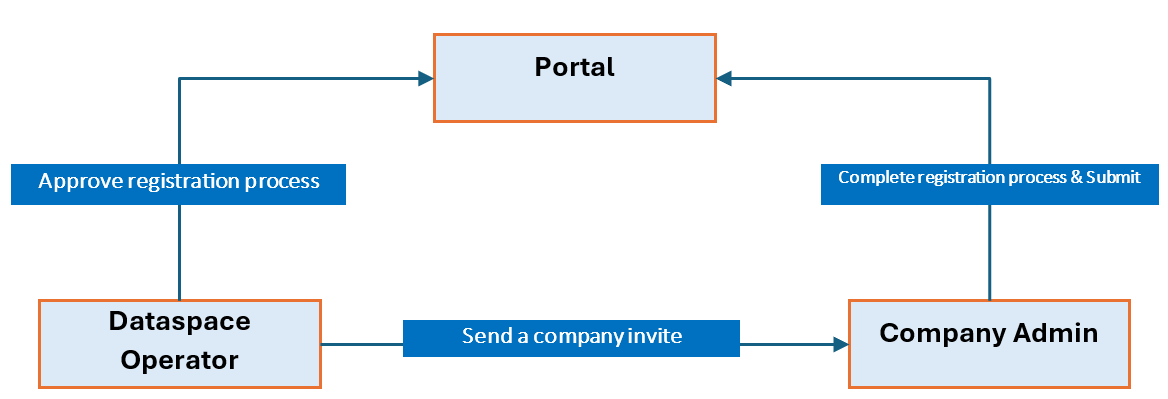 Portal
Approve registration process
Complete registration process & Submit
Dataspace
Operator
Send a company invite
Company Admin